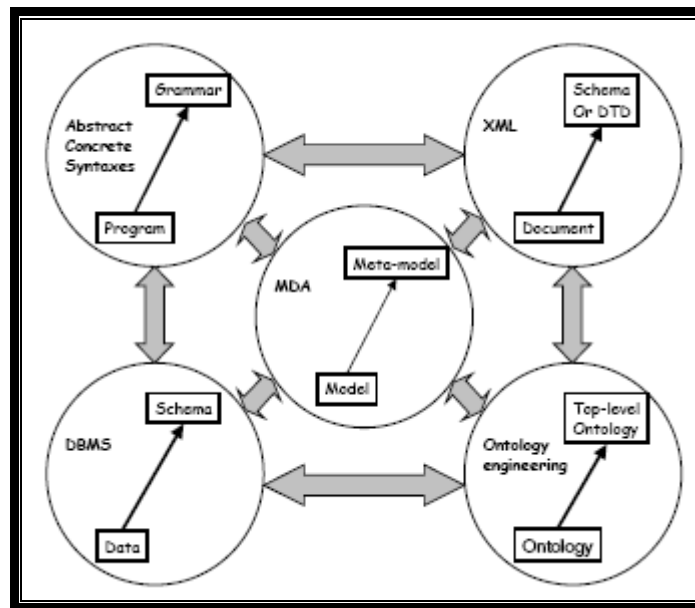 Grammar
Abstract
Concrete
Syntaxes
Program
Schema
Or DTD
XML
Document
Meta-model
MDA
Model
Schema
DBMS
Data
Top-level
Ontology
Ontology
engineering
Ontology